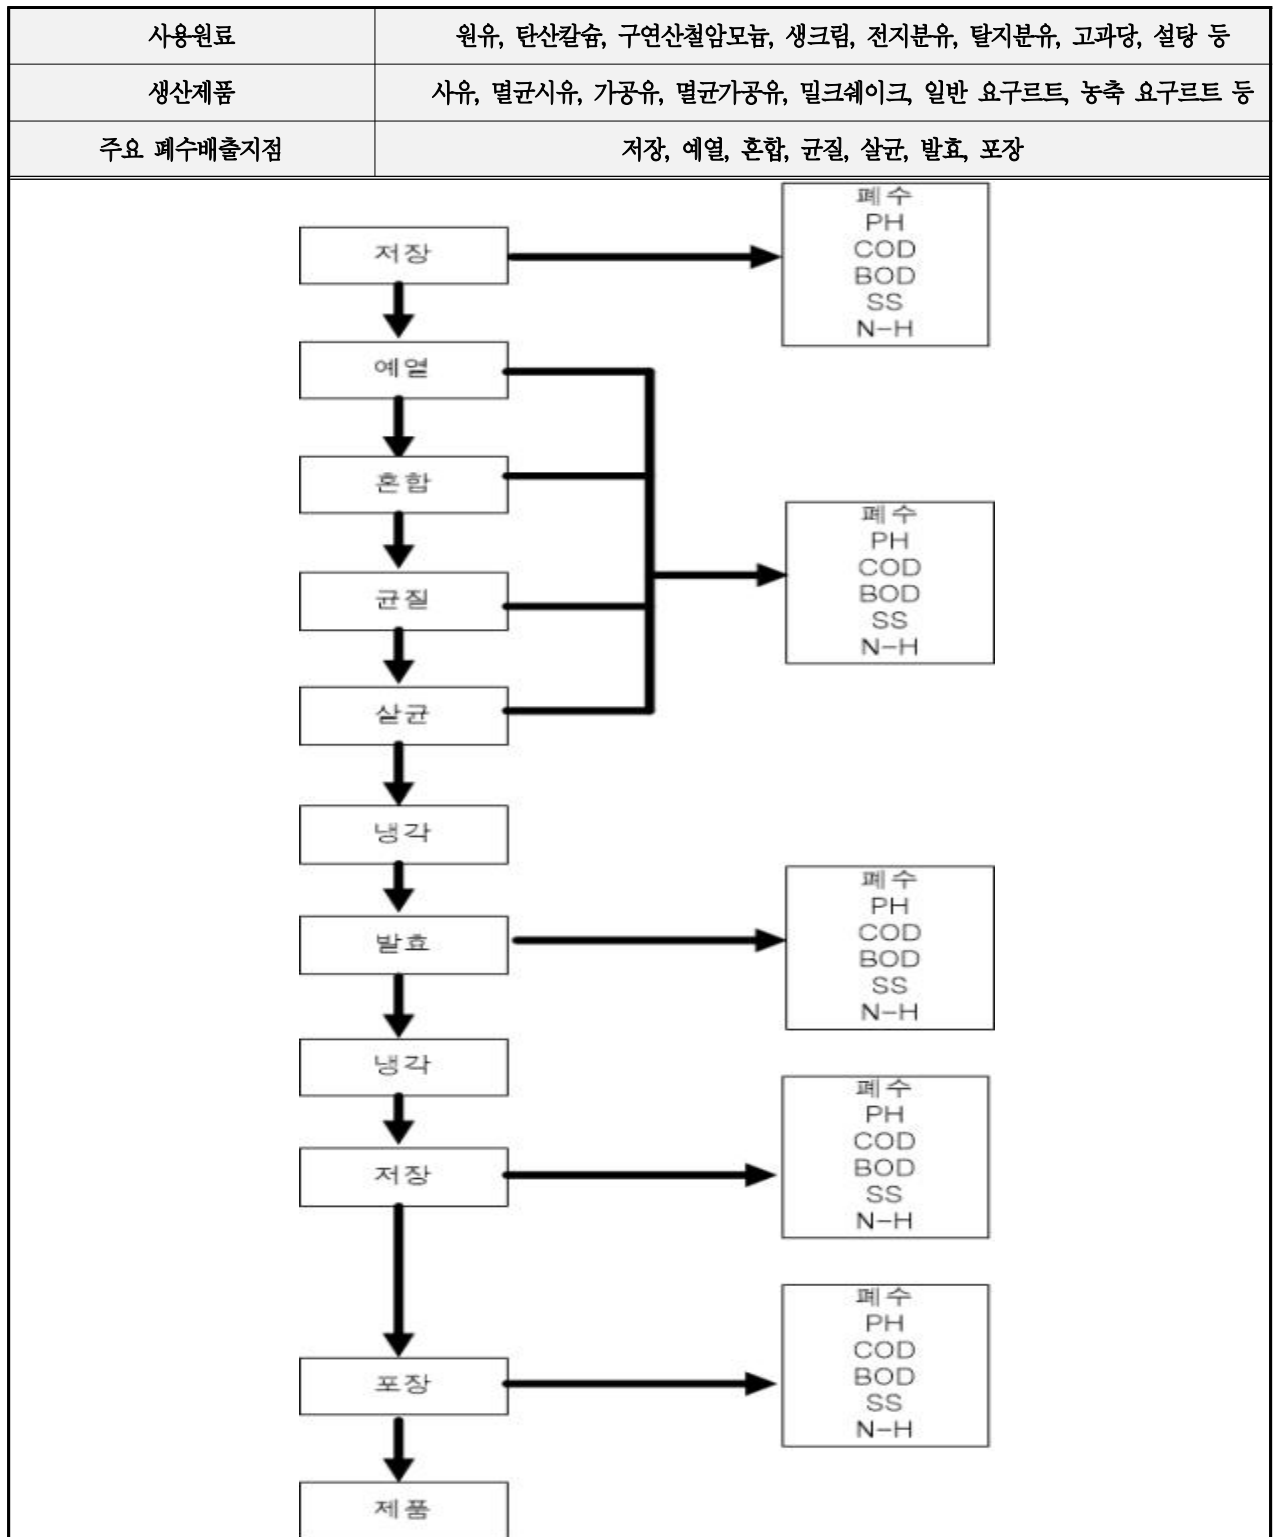 사용원료 원유, 탄산칼슘, 구연산철암모늄, 생크림, 전지분유, 탈지분유, 고과당, 설탕 등
생산제품 사유, 멸균시유, 가공유, 멸균가공유, 밀크쉐이크, 일반 요구르트, 농축 요구르트 등
주요 폐수배출지점 저장, 예열, 혼합, 균질, 살균, 발효, 포장
저장
폐수
PH
COD
BOD
SS
N-H
예열
혼합
균질
살균
폐수
PH
COD
BOD
SS
N-H
냉각
발효
폐수
PH
COD
BOD
SS
N-H
냉각
저장
폐수
PH
COD
BOD
SS
N-H
포장
폐수
PH
COD
BOD
SS
N-H
제품